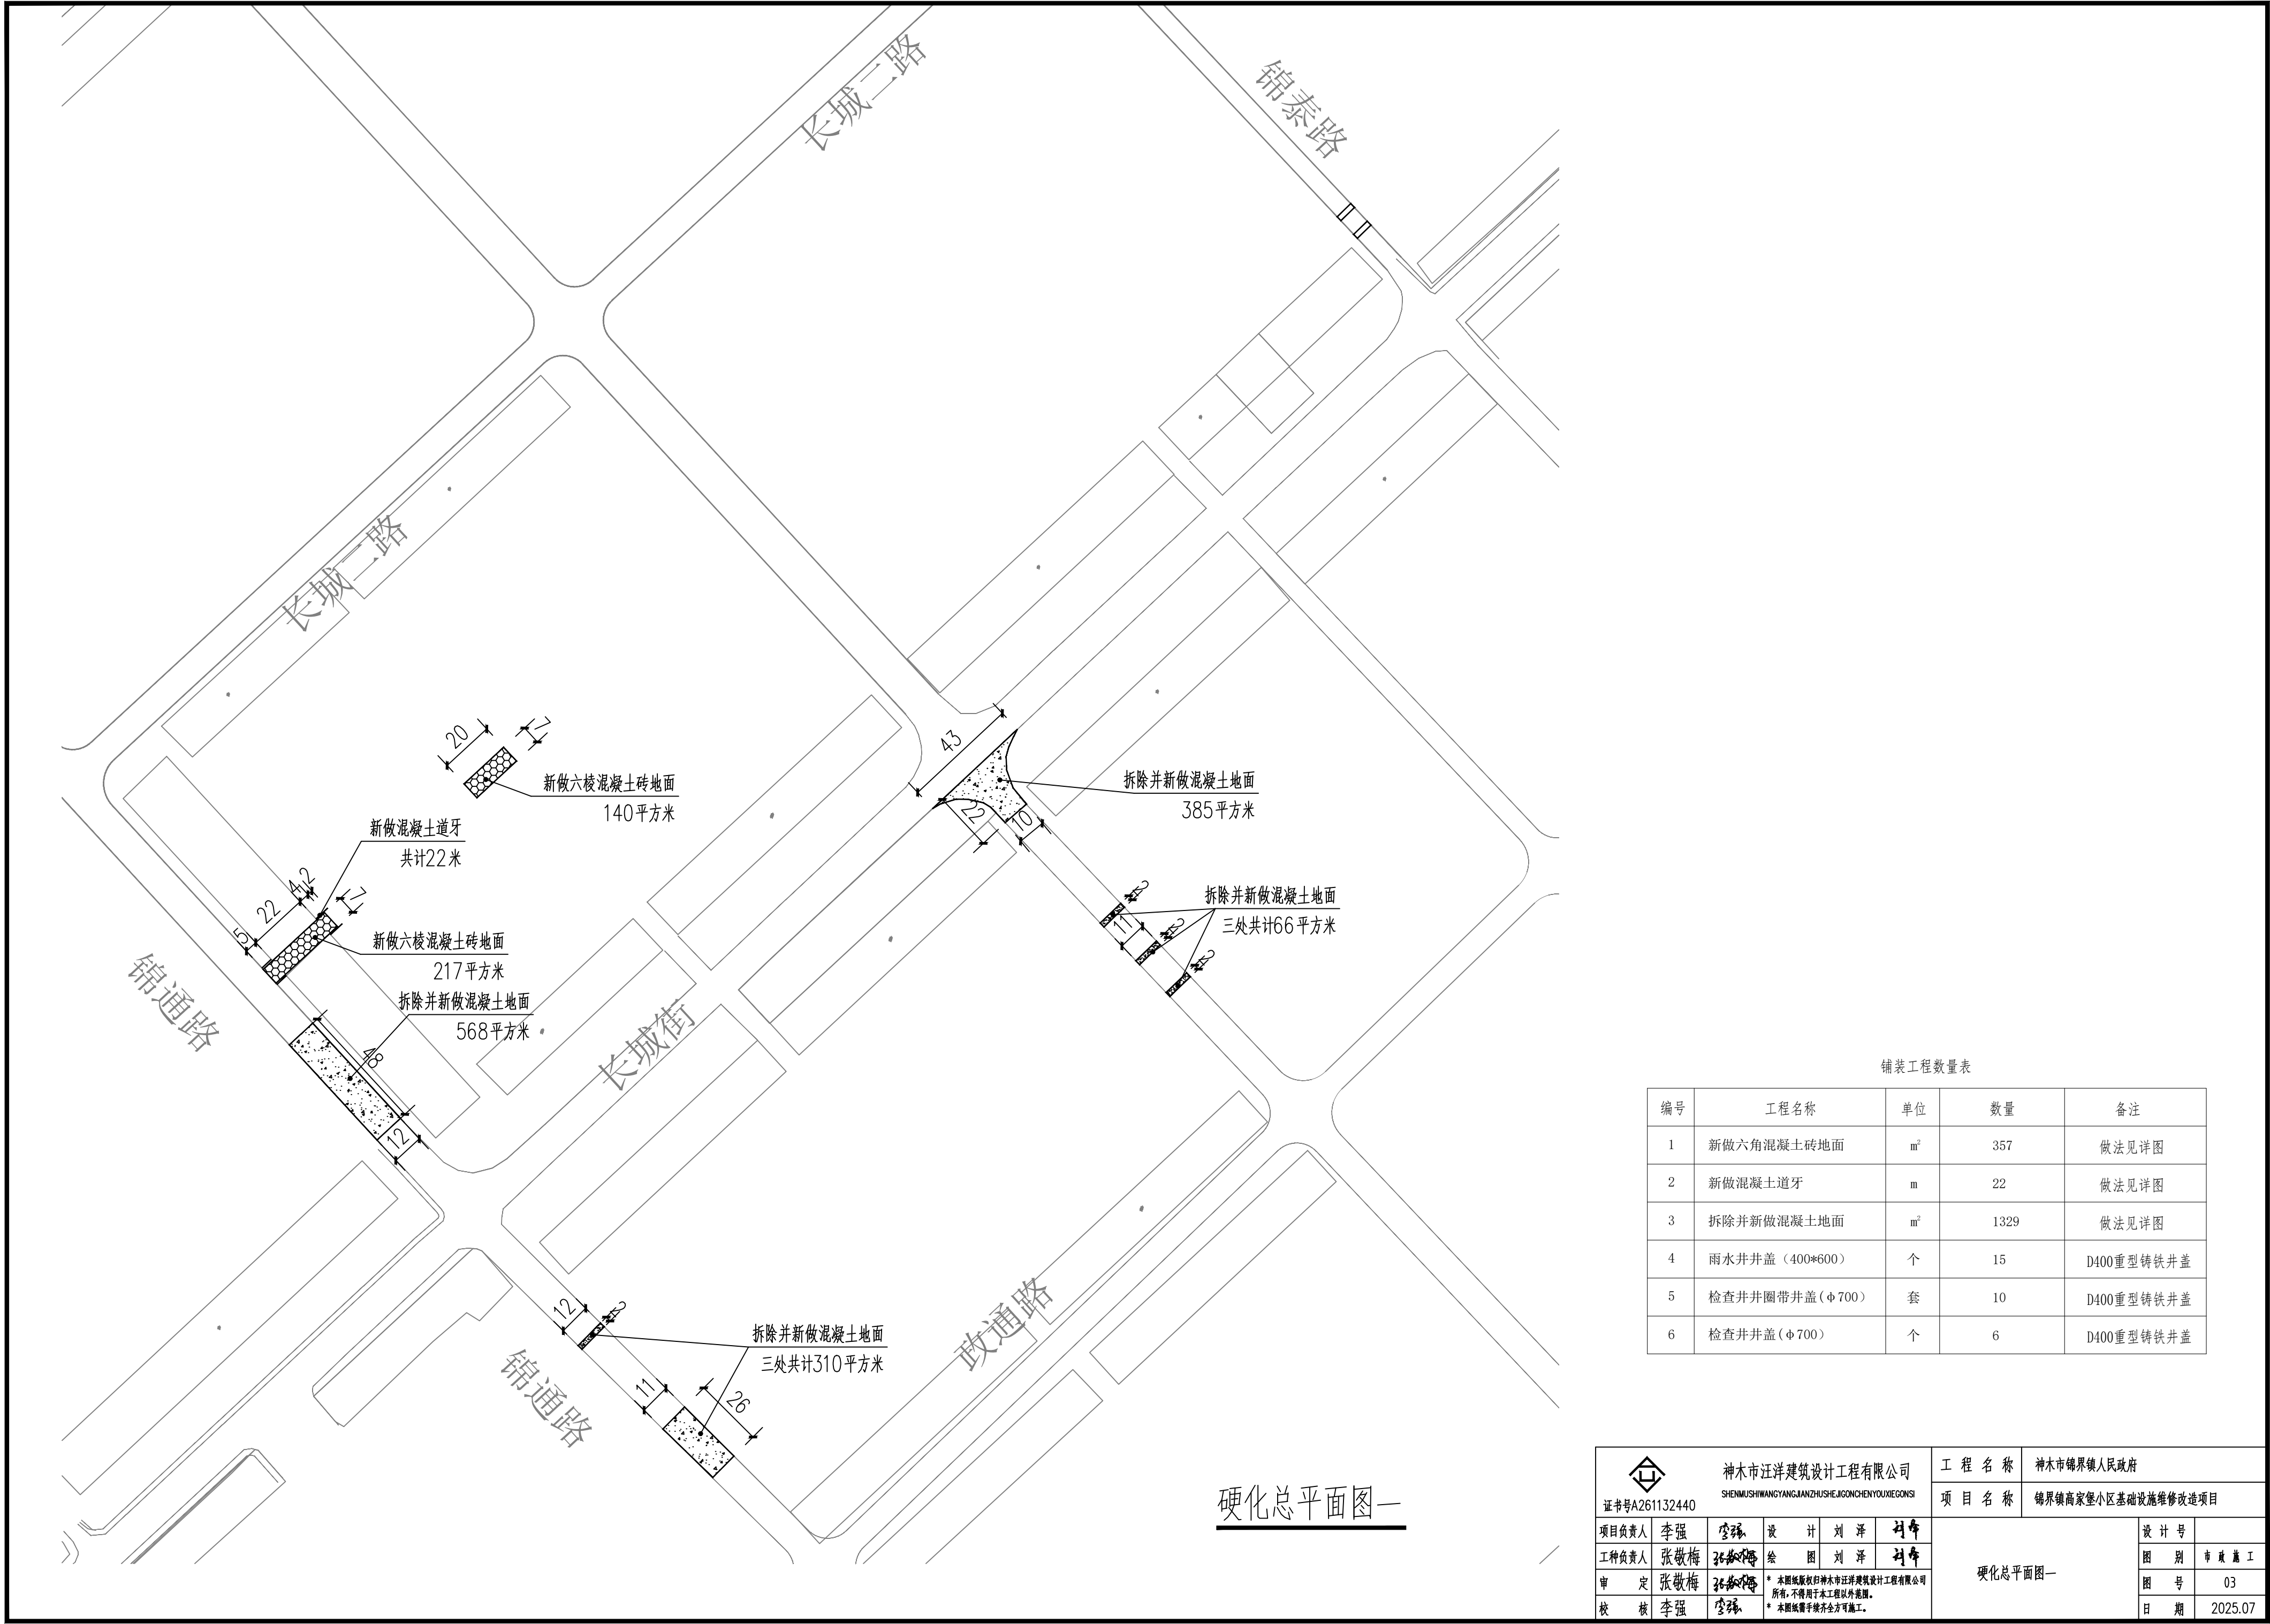 长城二路
锦泰路
长城二路
20
7
新做六棱混凝土砖地面
140平方米
新做混凝土道牙
共计22米
5
22
4
2
7
新做六棱混凝土砖地面
217平方米
锦通路
拆除并新做混凝土地面
568平方米
48
12
长城街
43
22
10
拆除并新做混凝土地面
385平方米
2
11
2
2
拆除并新做混凝土地面
三处共计66平方米
12
2
拆除并新做混凝土地面
三处共计310平方米
11
26
锦通路
政通路
硬化总平面图一
铺装工程数量表
编号 工程名称 单位 数量 备注
1 新做六角混凝土砖地面 m² 357 做法见详图
2 新做混凝土道牙 m 22 做法见详图
3 拆除并新做混凝土地面 m² 1329 做法见详图
4 雨水井井盖（400*600） 个 15 D400重型铸铁井盖
5 检查井井圈带井盖(φ700） 套 10 D400重型铸铁井盖
6 检查井井盖(φ700） 个 6 D400重型铸铁井盖
证书号A261132440
神木市汪洋建筑设计工程有限公司
SHENMUSHIWANGYANGJIANZHUSHEJIGONCHENYOUXIEGONSI
工程名称 神木市锦界镇人民政府
项目名称 锦界镇高家堡小区基础设施维修改造项目
项目负责人 李强 李强 设计 刘泽 刘泽
工种负责人 张敬梅 张敬梅 绘图 刘泽 刘泽
审定 张敬梅 张敬梅
校核 李强 李强
* 本图纸版权归神木市汪洋建筑设计工程有限公司
所有,不得用于本工程以外范围。
* 本图纸需手续齐全方可施工。
硬化总平面图一
设计号
图别 市政施工
图号 03
日期 2025.07